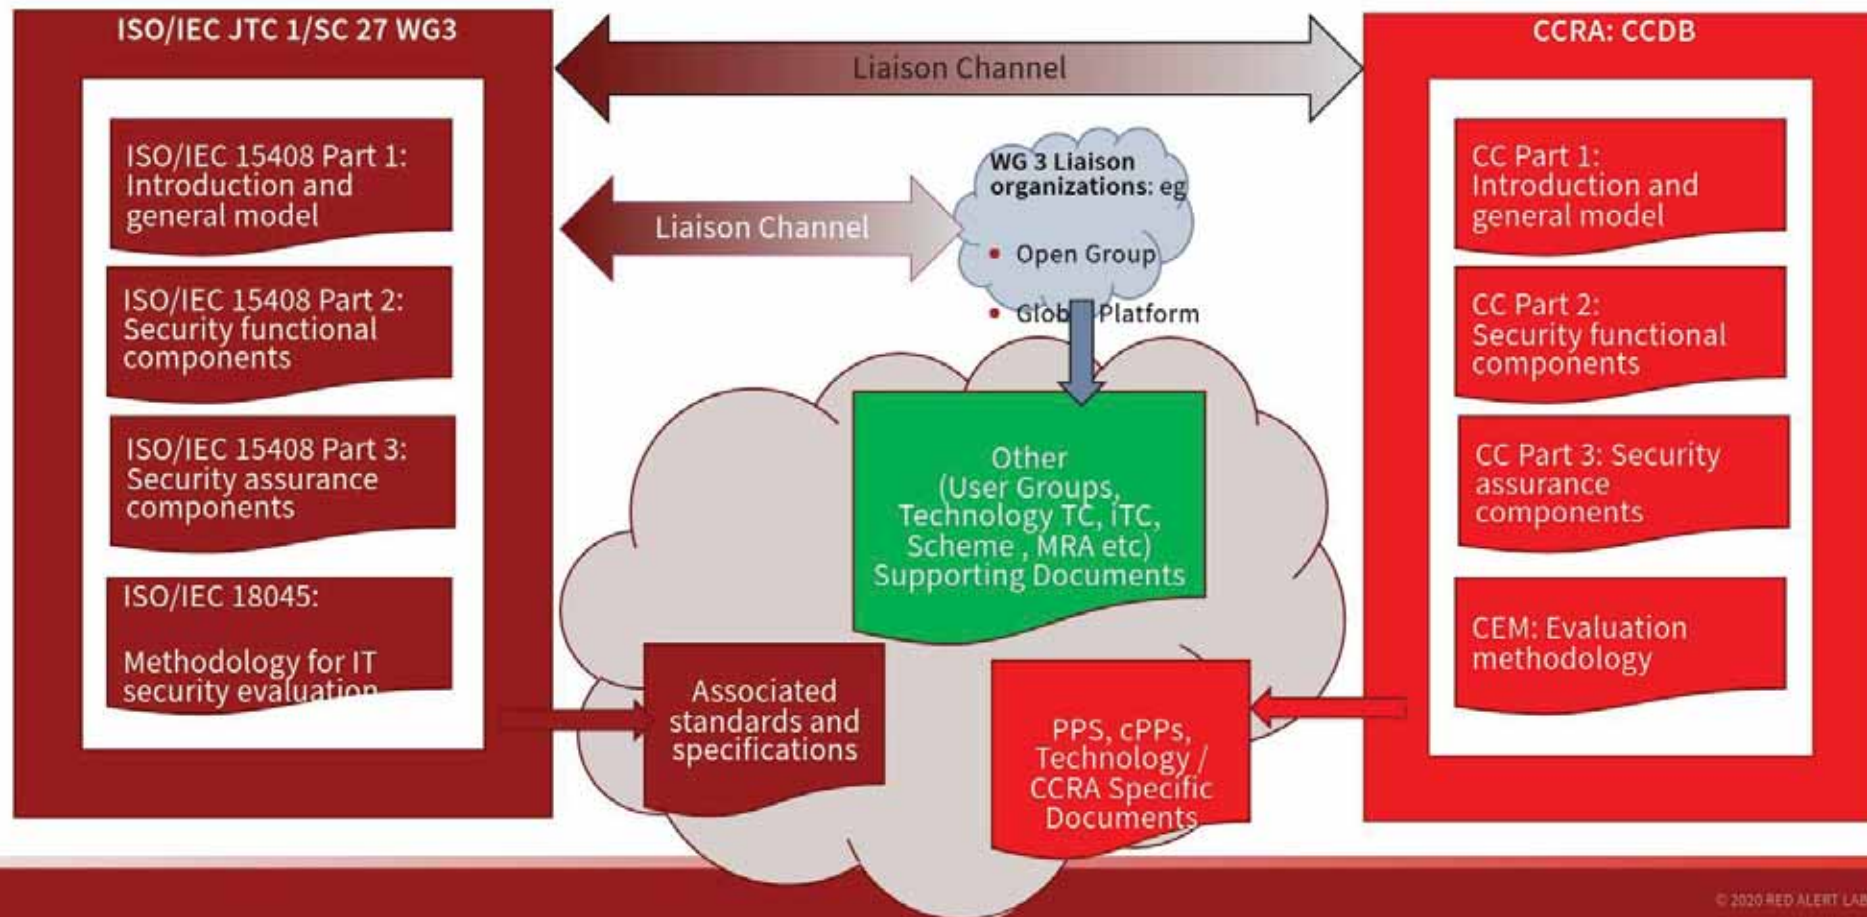 ISO/IEC JTC 1/SC 27 WG3
ISO/IEC 15408 Part 1:
Introduction and
general model
ISO/IEC 15408 Part 2:
Security functional
components
ISO/IEC 15408 Part 3:
Security assurance
components
ISO/IEC 18045:
Methodology for IT
security evaluation
Liaison Channel
Liaison Channel
WG 3 Liaison
organizations: eg
• Open Group
• Glob Platform
Other
(User Groups,
Technology TC, iTC,
Scheme , MRA etc)
Supporting Documents
Associated
standards and
specifications
PPS, cPPs,
Technology /
CCRA Specific
Documents
CCRA: CCDB
CC Part 1:
Introduction and
general model
CC Part 2:
Security functional
components
CC Part 3: Security
assurance
components
CEM: Evaluation
methodology
© 2020 RED ALERT LAB